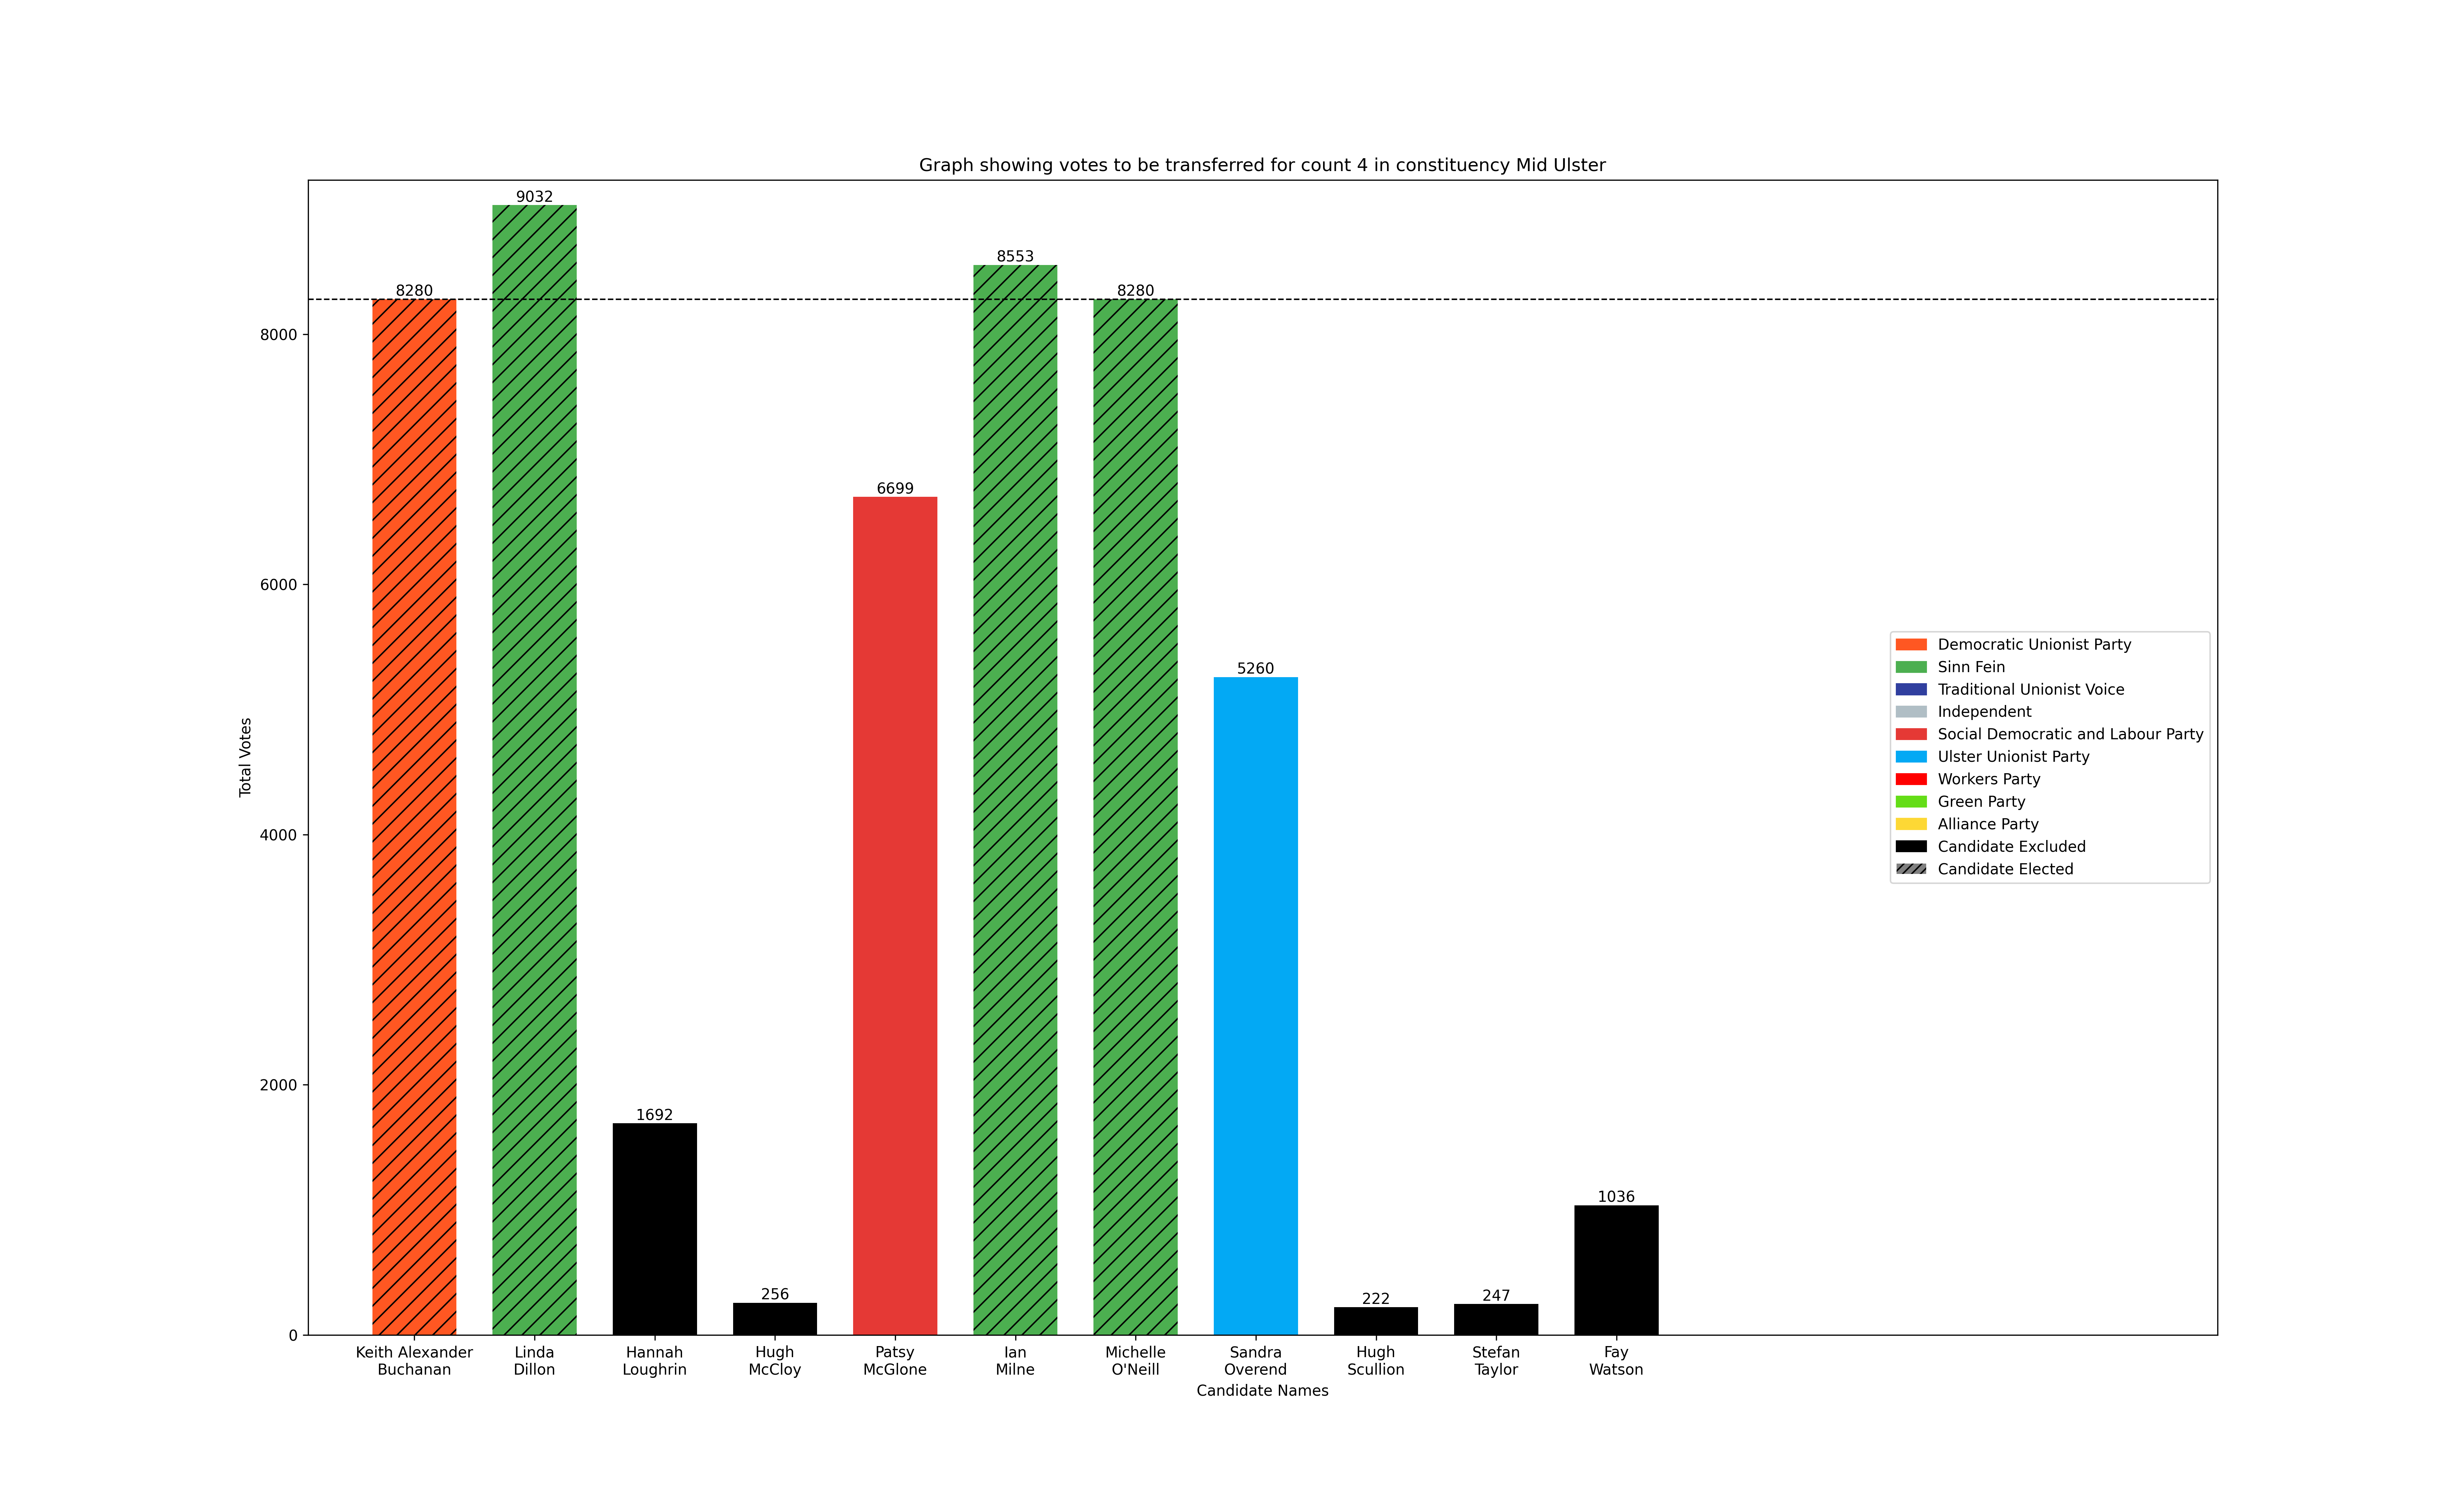 Graph showing votes to be transferred for count 4 in constituency Mid Ulster
9032
8553
8280
8280
8000
6699
6000
5260
Total Votes
4000
2000
1692
1036
256
222
247
0
Democratic Unionist Party
Sinn Fein
Traditional Unionist Voice
Independent
Social Democratic and Labour Party
Ulster Unionist Party
Workers Party
Green Party
Alliance Party
Candidate Excluded
Candidate Elected
Keith Alexander
Buchanan
Linda
Dillon
Hannah
Loughrin
Hugh
McCloy
Patsy
McGlone
Ian
Milne
Michelle
O'Neill
Sandra
Overend
Hugh
Scullion
Stefan
Taylor
Fay
Watson
Candidate Names